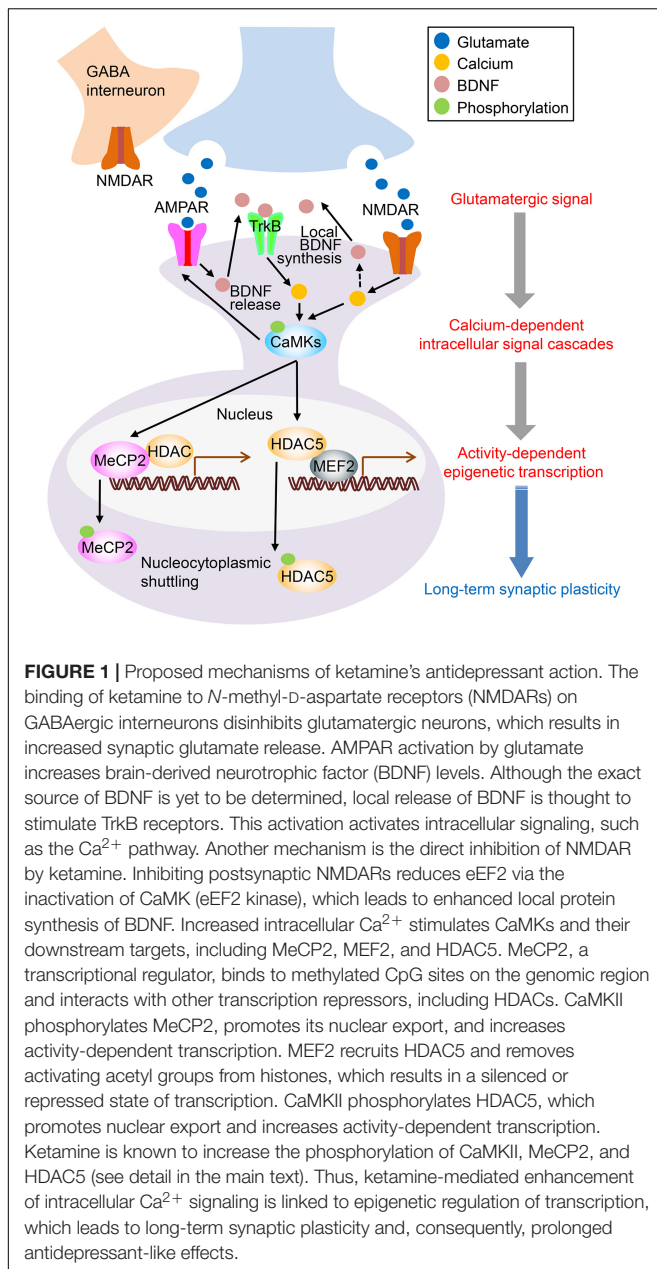 Glutamate
Calcium
BDNF
Phosphorylation
GABA
interneuron
NMDAR
AMPAR
TrkB
NMDAR
Local
BDNF
synthesis
BDNF
release
CaMKs
Nucleus
MeCP2
HDAC
HDAC5
MEF2
MeCP2
Nucleocytoplasmic
shuttling
HDAC5
Glutamatergic signal
Calcium-dependent
intracellular signal cascades
Activity-dependent
epigenetic transcription
Long-term synaptic plasticity
FIGURE 1 | Proposed mechanisms of ketamine's antidepressant action. The
binding of ketamine to N-methyl-D-aspartate receptors (NMDARs) on
GABAergic interneurons disinhibits glutamatergic neurons, which results in
increased synaptic glutamate release. AMPAR activation by glutamate
increases brain-derived neurotrophic factor (BDNF) levels. Although the exact
source of BDNF is yet to be determined, local release of BDNF is thought to
stimulate TrkB receptors. This activation activates intracellular signaling, such
as the Ca²⁺ pathway. Another mechanism is the direct inhibition of NMDAR
by ketamine. Inhibiting postsynaptic NMDARs reduces eEF2 via the
inactivation of CaMK (eEF2 kinase), which leads to enhanced local protein
synthesis of BDNF. Increased intracellular Ca²⁺ stimulates CaMKs and their
downstream targets, including MeCP2, MEF2, and HDAC5. MeCP2, a
transcriptional regulator, binds to methylated CpG sites on the genomic region
and interacts with other transcription repressors, including HDACs. CaMKII
phosphorylates MeCP2, promotes its nuclear export, and increases
activity-dependent transcription. MEF2 recruits HDAC5 and removes
activating acetyl groups from histones, which results in a silenced or
repressed state of transcription. CaMKII phosphorylates HDAC5, which
promotes nuclear export and increases activity-dependent transcription.
Ketamine is known to increase the phosphorylation of CaMKII, MeCP2, and
HDAC5 (see detail in the main text). Thus, ketamine-mediated enhancement
of intracellular Ca²⁺ signaling is linked to epigenetic regulation of transcription,
which leads to long-term synaptic plasticity and, consequently, prolonged
antidepressant-like effects.